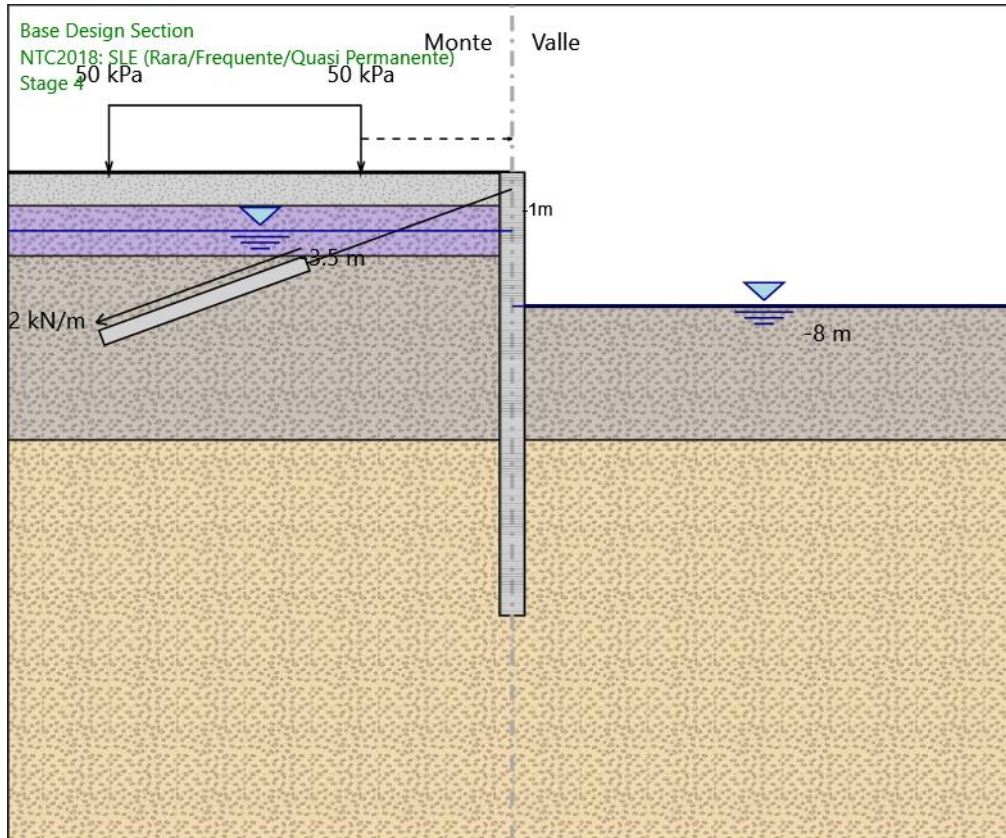 Base Design Section
NTC2018: SLE (Rara/Frequente/Quasi Permanente)
Stage 4
Monte
Valle
50 kPa
50 kPa
-1m
-3.5 m
2 kN/m
-8 m